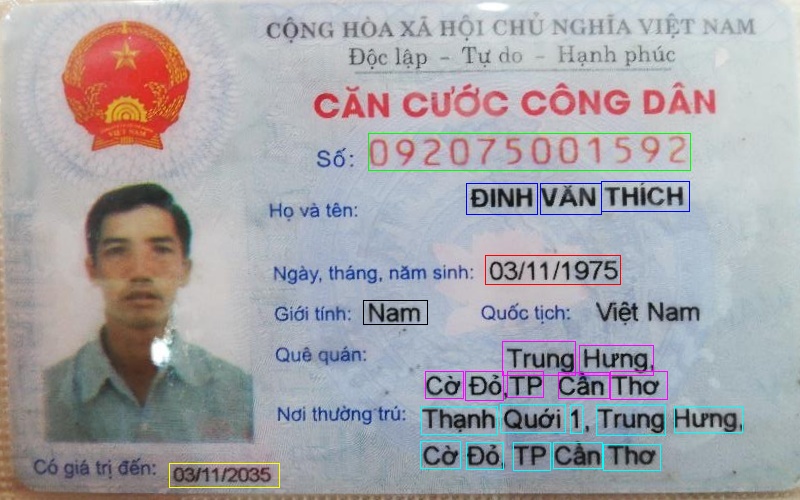 CỘNG HÒA XÃ HỘI CHỦ NGHĨA VIỆT NAM
Độc lập - Tự do - Hạnh phúc
CĂN CƯỚC CÔNG DÂN
Số: 092075001592
Họ và tên: ĐINH VĂN THÍCH
Ngày, tháng, năm sinh: 03/11/1975
Giới tính: Nam Quốc tịch: Việt Nam
Quê quán: Trung Hưng,
Cờ Đỏ, TP Cần Thơ
Nơi thường trú: Thạnh Quới 1, Trung Hưng,
Cờ Đỏ, TP Cần Thơ
Có giá trị đến: 03/11/2035